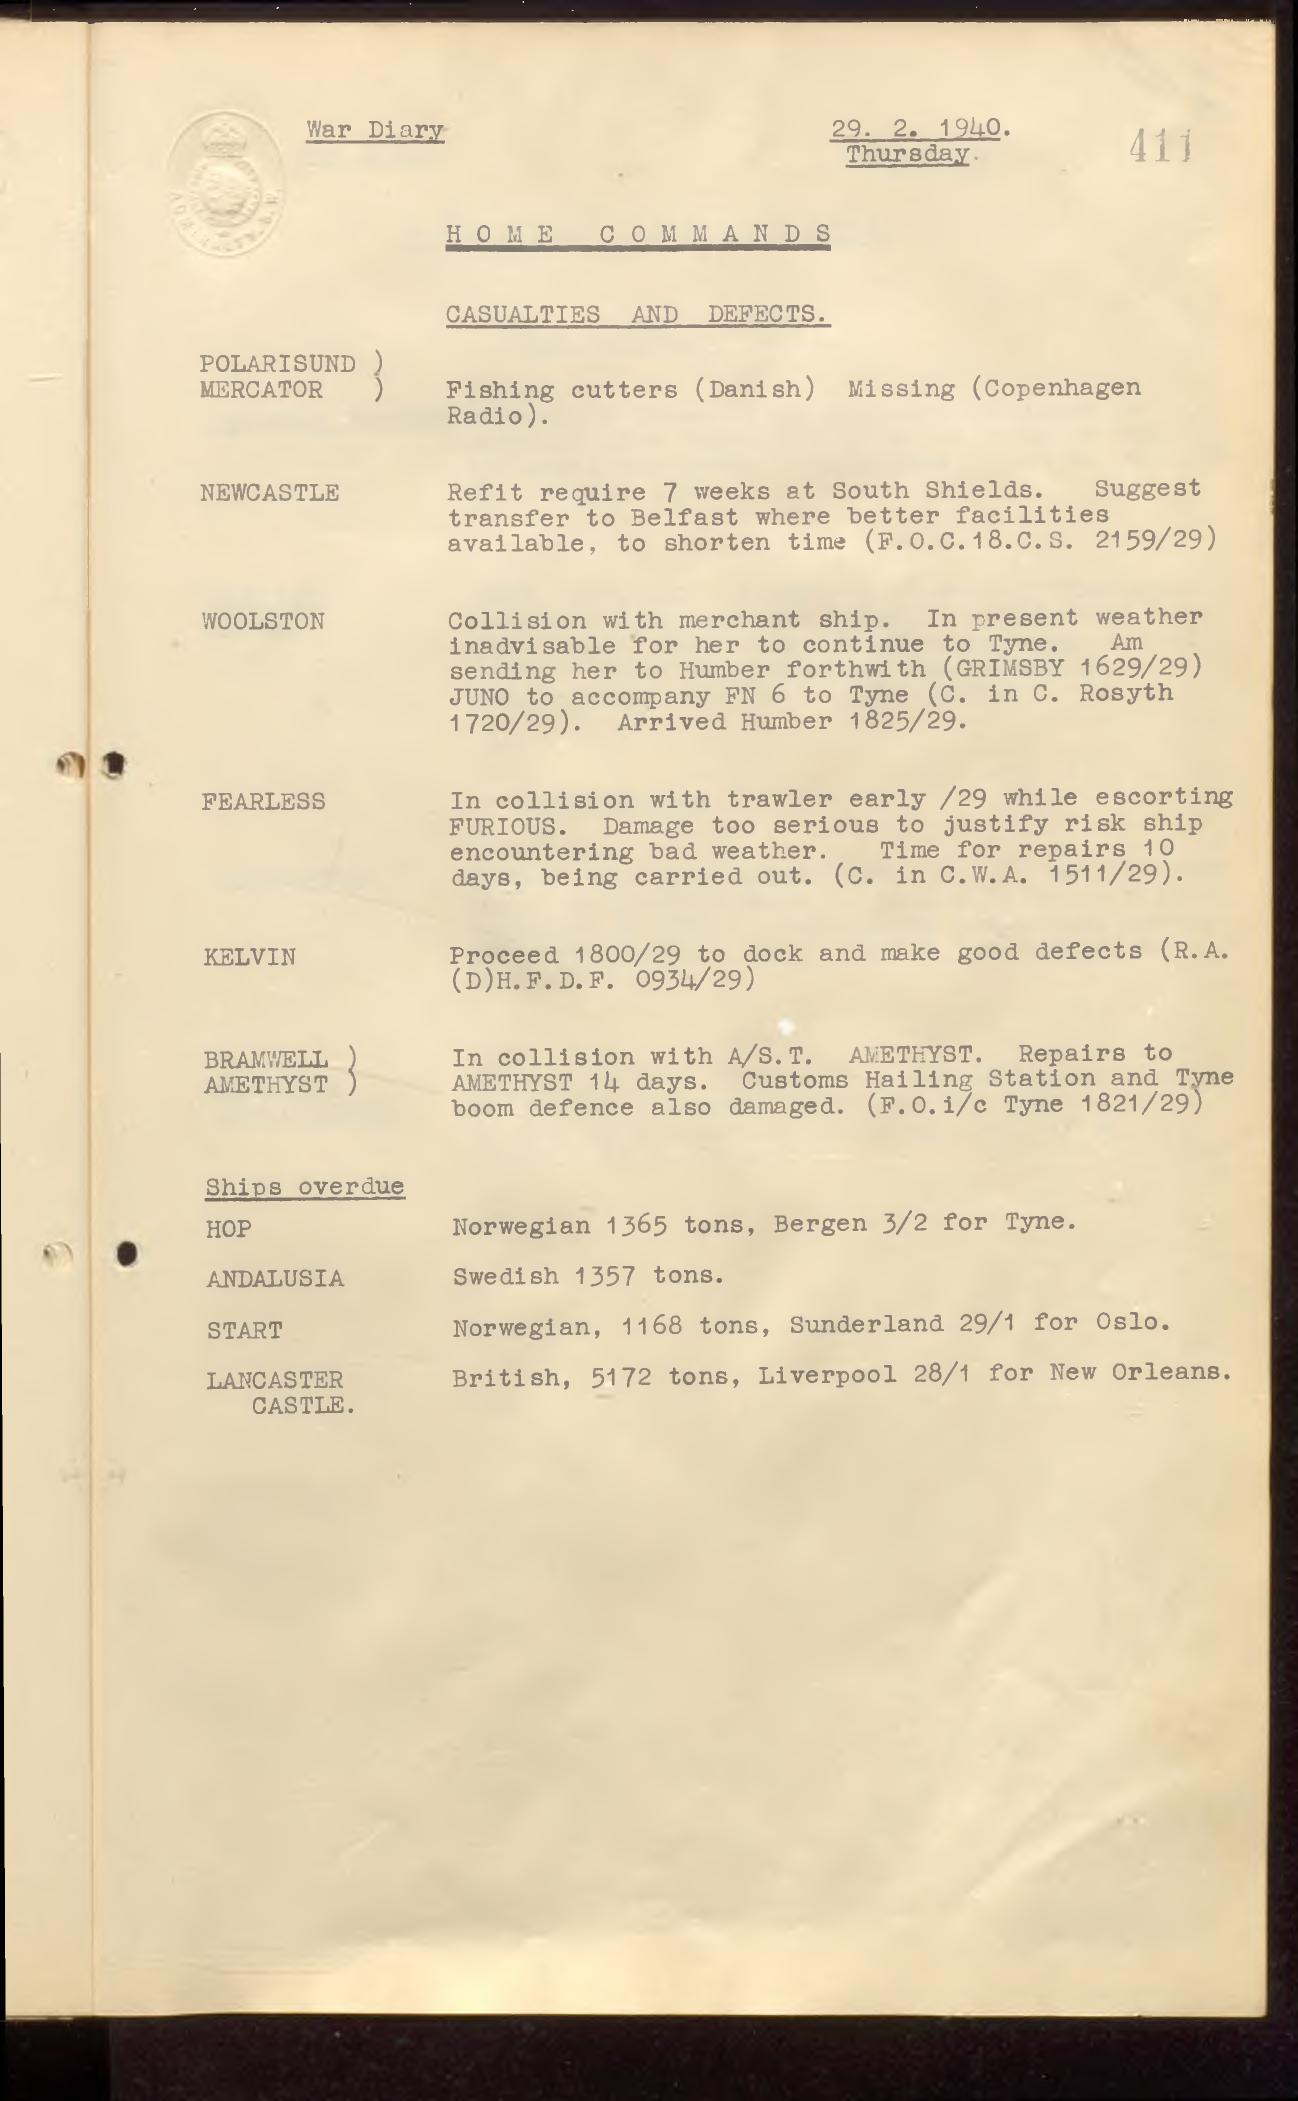 War Diary
29. 2. 1940.
Thursday.
411
HOME COMMANDS
CASUALTIES AND DEFECTS.
POLARISUND )
MERCATOR ) Fishing cutters (Danish) Missing (Copenhagen
Radio).
NEWCASTLE Refit require 7 weeks at South Shields. Suggest
transfer to Belfast where better facilities
available, to shorten time (F.O.C.18.C.S. 2159/29)
WOOLSTON Collision with merchant ship. In present weather
inadvisable for her to continue to Tyne. Am
sending her to Humber forthwith (GRIMSBY 1629/29)
JUNO to accompany FN 6 to Tyne (C. in C. Rosyth
1720/29). Arrived Humber 1825/29.
FEARLESS In collision with trawler early /29 while escorting
FURIOUS. Damage too serious to justify risk ship
encountering bad weather. Time for repairs 10
days, being carried out. (C. in C.W.A. 1511/29).
KELVIN Proceed 1800/29 to dock and make good defects (R.A.
(D)H.F.D.F. 0934/29)
BRAMWELL ) In collision with A/S.T. AMETHYST. Repairs to
AMETHYST ) AMETHYST 14 days. Customs Hailing Station and Tyne
boom defence also damaged. (F.O.i/c Tyne 1821/29)
Ships overdue
HOP Norwegian 1365 tons, Bergen 3/2 for Tyne.
ANDALUSIA Swedish 1357 tons.
START Norwegian, 1168 tons, Sunderland 29/1 for Oslo.
LANCASTER British, 5172 tons, Liverpool 28/1 for New Orleans.
CASTLE.